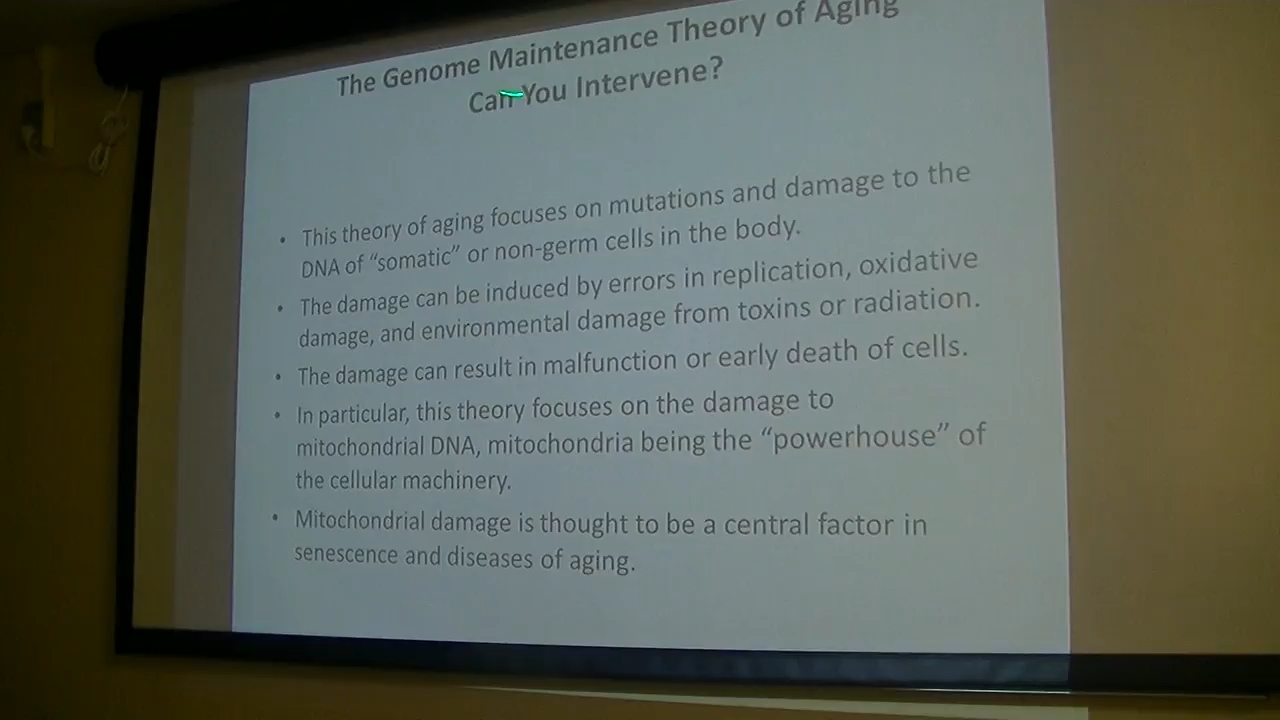 The Genome Maintenance Theory of Aging
Can You Intervene?
• This theory of aging focuses on mutations and damage to the
DNA of “somatic” or non-germ cells in the body.
• The damage can be induced by errors in replication, oxidative
damage, and environmental damage from toxins or radiation.
• The damage can result in malfunction or early death of cells.
• In particular, this theory focuses on the damage to
mitochondrial DNA, mitochondria being the “powerhouse” of
the cellular machinery.
• Mitochondrial damage is thought to be a central factor in
senescence and diseases of aging.